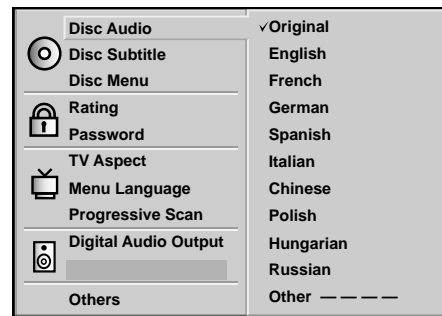 Disc Audio
Disc Subtitle
Disc Menu
Rating
Password
TV Aspect
Menu Language
Progressive Scan
Digital Audio Output
Others
✓Original
English
French
German
Spanish
Italian
Chinese
Polish
Hungarian
Russian
Other — — — —